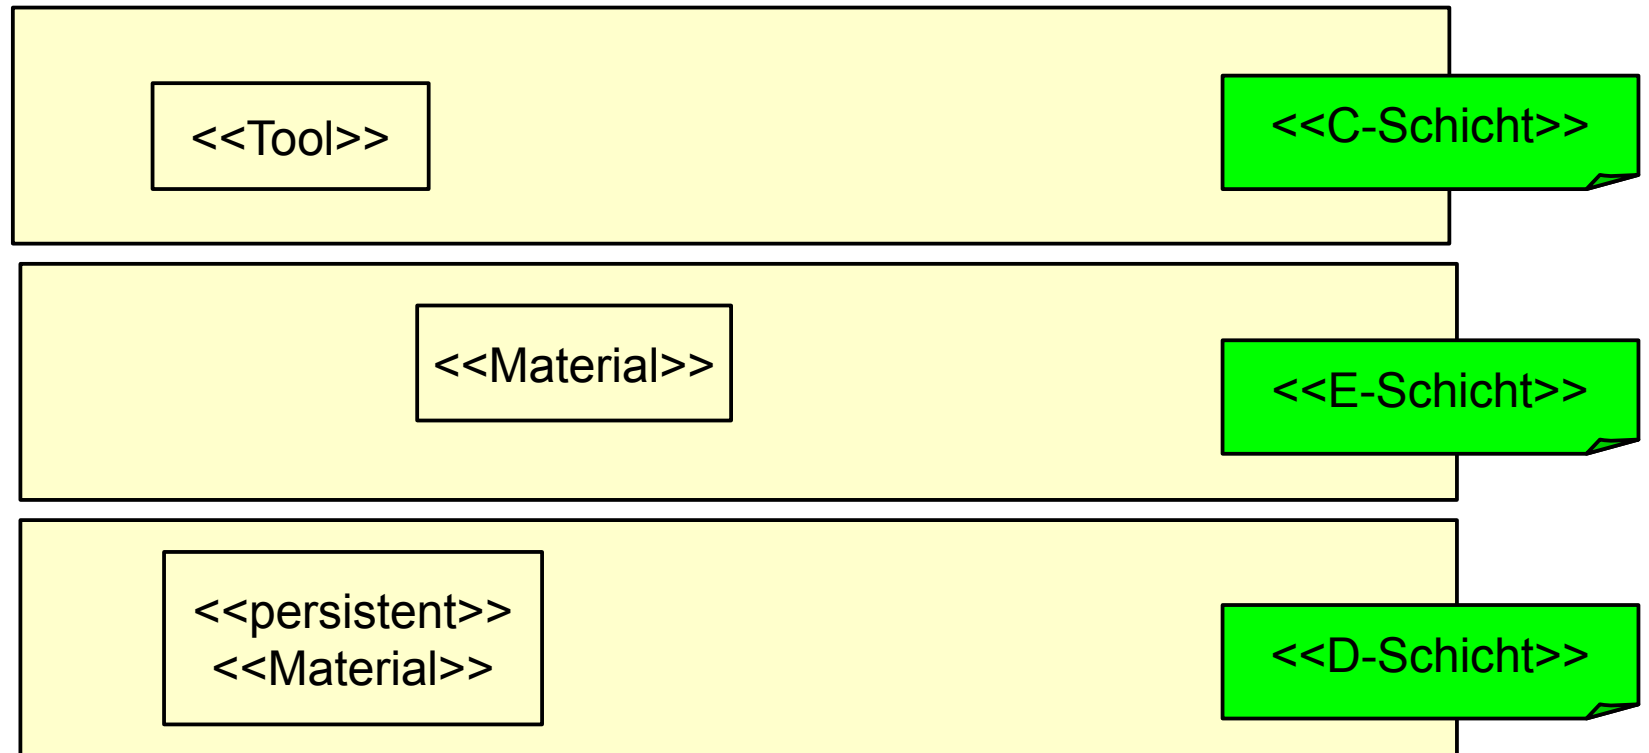 <<Tool>>
<<C-Schicht>>
<<Material>>
<<E-Schicht>>
<<persistent>>
<<Material>>
<<D-Schicht>>